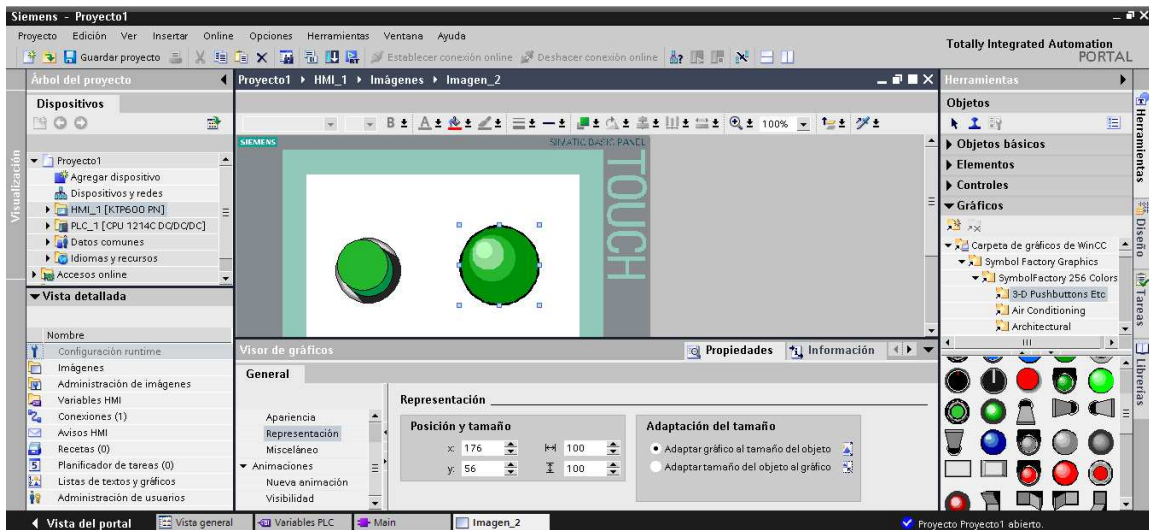 Siemens - Proyecto1
Proyecto Edición Ver Insertar Online Opciones Herramientas Ventana Ayuda
Guardar proyecto Establecer conexión online Deshacer conexión online
Totally Integrated Automation
PORTAL
Árbol del proyecto
Dispositivos
Visualización
Proyecto1
Agregar dispositivo
Dispositivos y redes
HMI_1 [KTP600 PN]
PLC_1 [CPU 1214C DC/DC/DC]
Datos comunes
Idiomas y recursos
Accesos online
Vista detallada
Nombre
Configuración runtime
Imágenes
Administración de imágenes
Variables HMI
Conexiones (1)
Avisos HMI
Recetas (0)
Planificador de tareas (0)
Listas de textos y gráficos
Administración de usuarios
Proyecto1 HMI_1 Imágenes Imagen_2
B A 100%
SIEMENS
SIMATIC BASIC PANEL
TOUCH
Visor de gráficos
Propiedades Información
General
Apariencia
Representación
Misceláneo
Animaciones
Nueva animación
Visibilidad
Representación
Posición y tamaño
x: 176 100
y: 56 100
Adaptación del tamaño
Adaptar gráfico al tamaño del objeto
Adaptar tamaño del objeto al gráfico
Herramientas
Objetos
Objetos básicos
Elementos
Controles
Gráficos
Carpeta de gráficos de WinCC
Symbol Factory Graphics
SymbolFactory 256 Colors
3-D Pushbuttons Etc
Air Conditioning
Architectural
Herramientas
Diseño
Tareas
Librerías
Vista del portal Vista general Variables PLC Main Imagen_2
Proyecto Proyecto1 abierto.